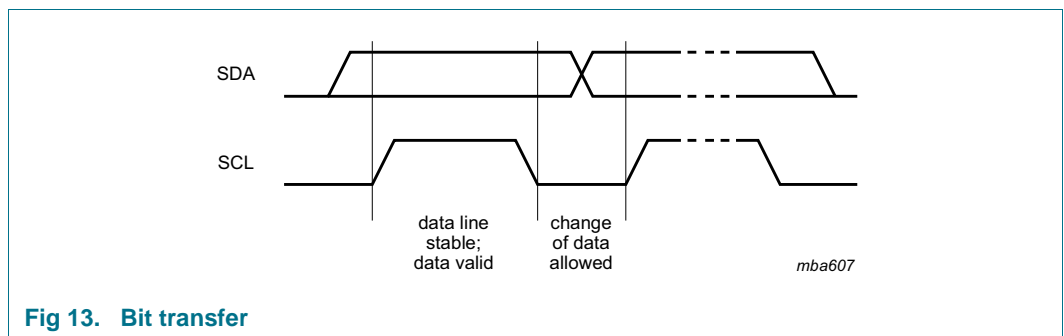 SDA
SCL
data line
stable;
data valid
change
of data
allowed
mba607
Fig 13. Bit transfer